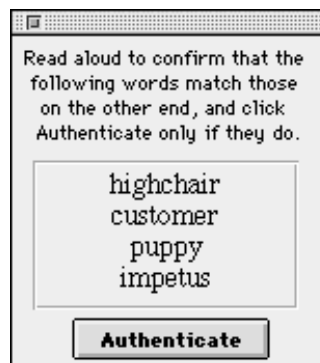 Read aloud to confirm that the
following words match those
on the other end, and click
Authenticate only if they do.
highchair
customer
puppy
impetus
Authenticate